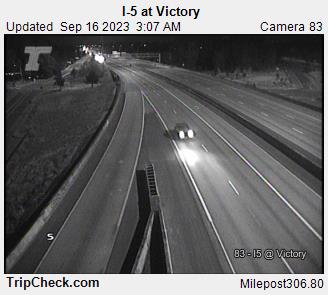 I-5 at Victory
Updated Sep 16 2023 3:07 AM Camera 83
T
S
83 - I5 @ Victory
TripCheck.com Milepost306.80